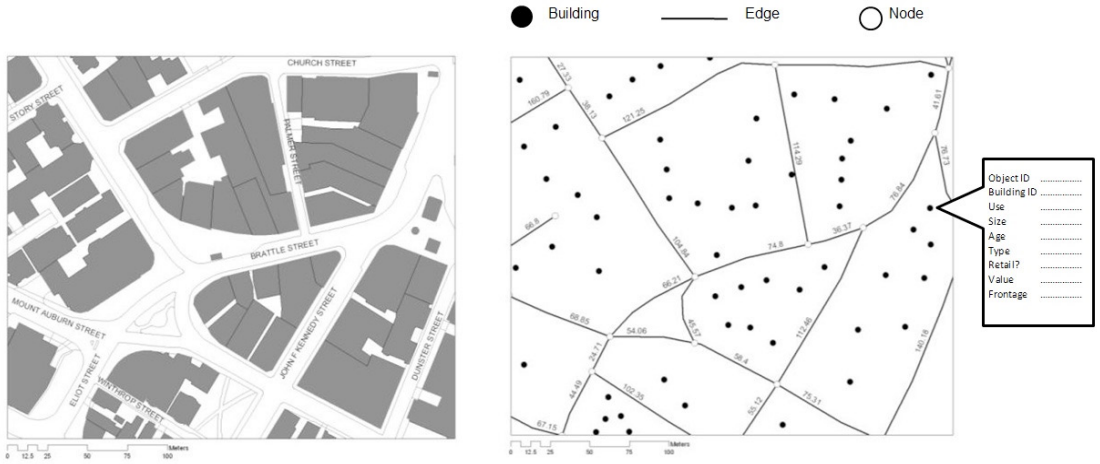 Building
Edge
Node
CHURCH STREET
STORY STREET
PALMER STREET
BRATTLE STREET
MOUNT AUBURN STREET
JOHN F KENNEDY STREET
DUNSTER STREET
ELIOT STREET
WINTHROP STREET
0 12.5 25 50 75 100
Meters
27.33
160.79
38.13
121.25
41.61
76.73
114.29
76.84
66.8
104.84
74.8
36.37
66.21
68.85
54.06
45.57
112.46
24.71
58.4
140.18
44.49
102.35
55.12
75.31
67.15
0 12.5 25 50 75 100
Meters
Object ID ..............
Building ID ..............
Use ..............
Size ..............
Age ..............
Type ..............
Retail? ..............
Value ..............
Frontage ..............